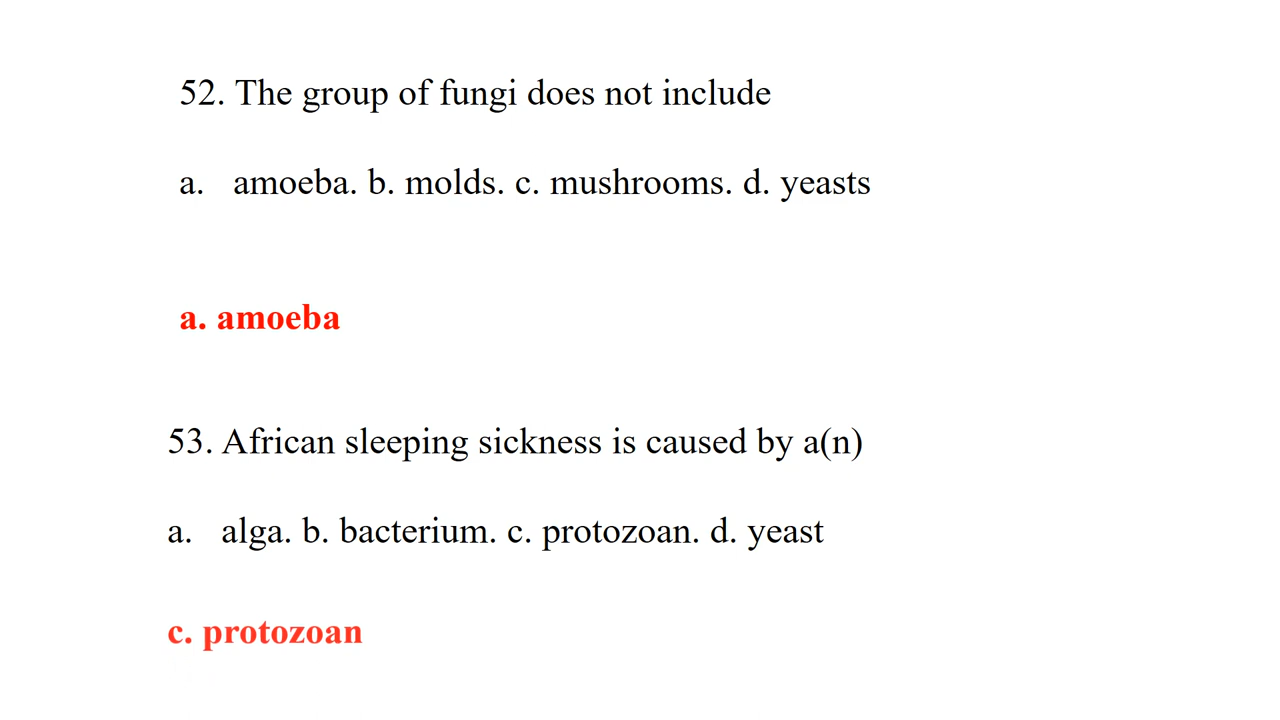 52. The group of fungi does not include
a. amoeba. b. molds. c. mushrooms. d. yeasts
a. amoeba
53. African sleeping sickness is caused by a(n)
a. alga. b. bacterium. c. protozoan. d. yeast
c. protozoan